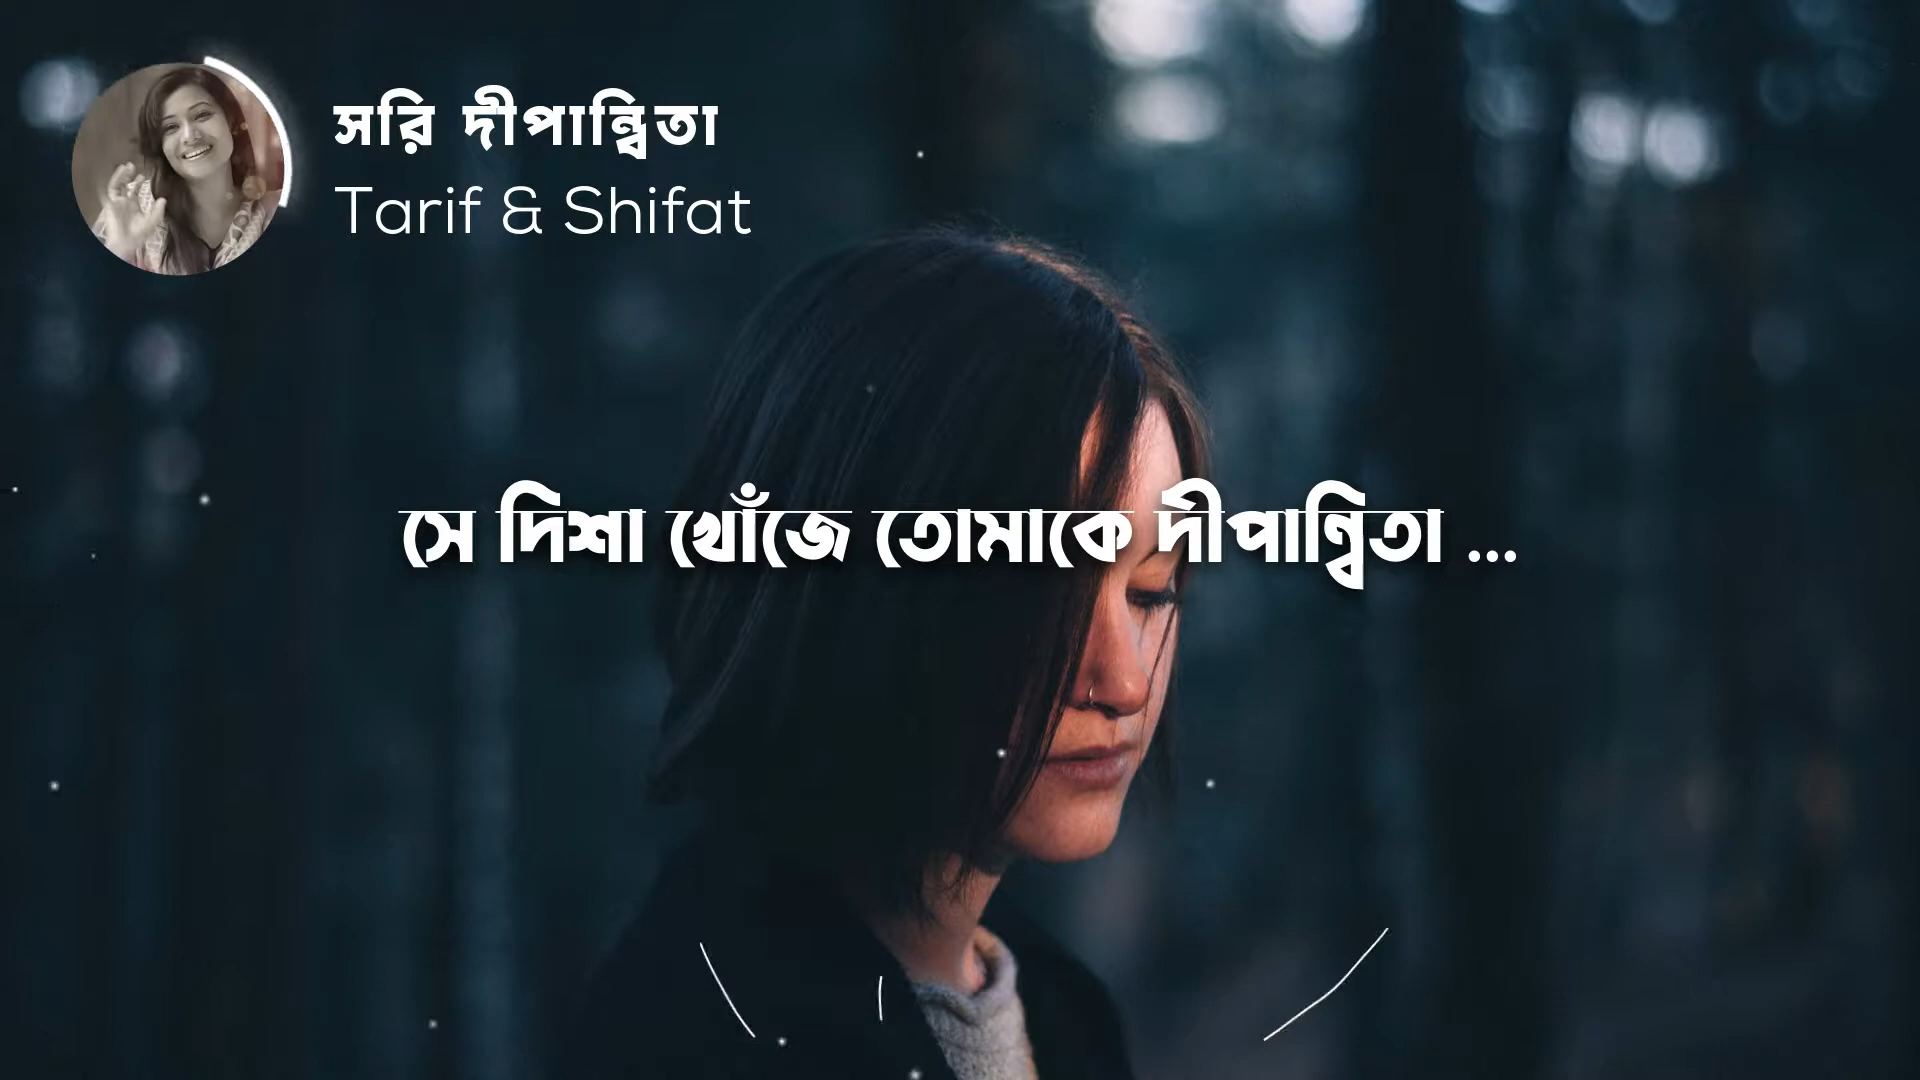 সরি দীপান্বিতা
Tarif & Shifat
সে দিশা খোঁজে তোমাকে দীপান্বিতা ...